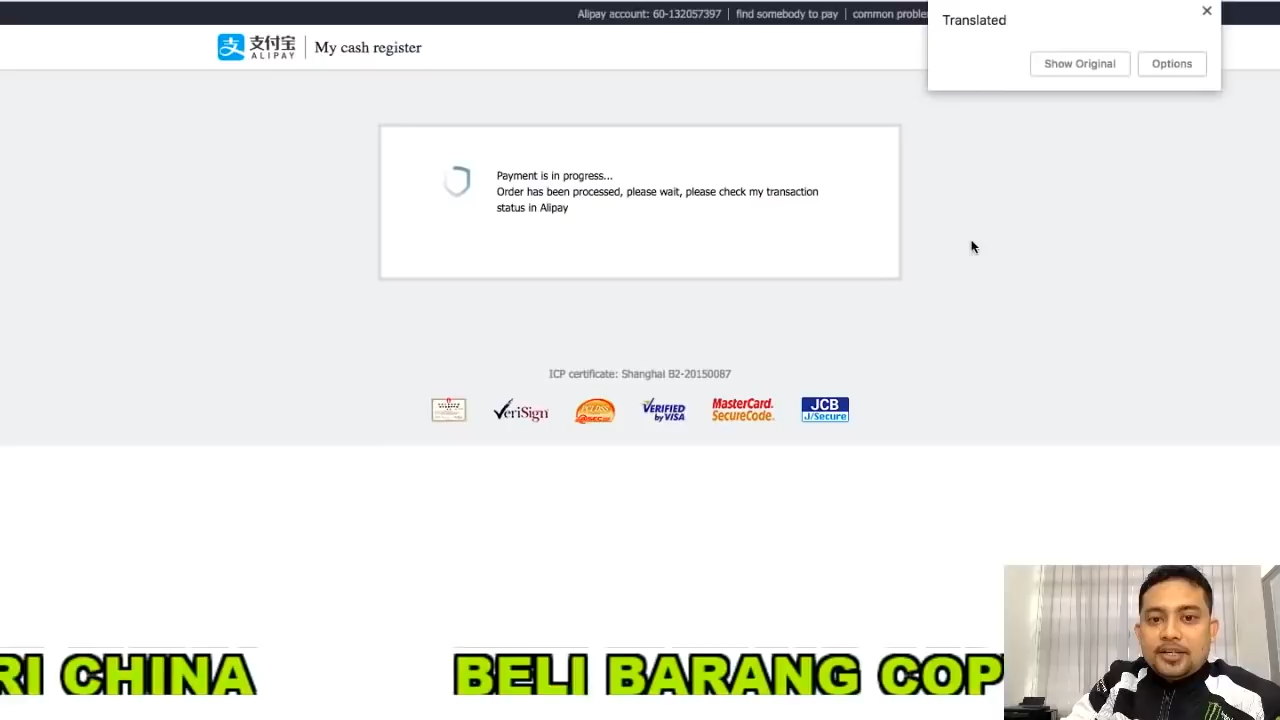 Alipay account: 60-132057397 | find somebody to pay | common proble
Translated
Show Original
Options
支付宝
ALIPAY
My cash register
Payment is in progress...
Order has been processed, please wait, please check my transaction
status in Alipay
ICP certificate: Shanghai B2-20150087
VeriSign
VERIFIED
by VISA
MasterCard.
SecureCode.
JCB
J/Secure
RI CHINA BELI BARANG COP